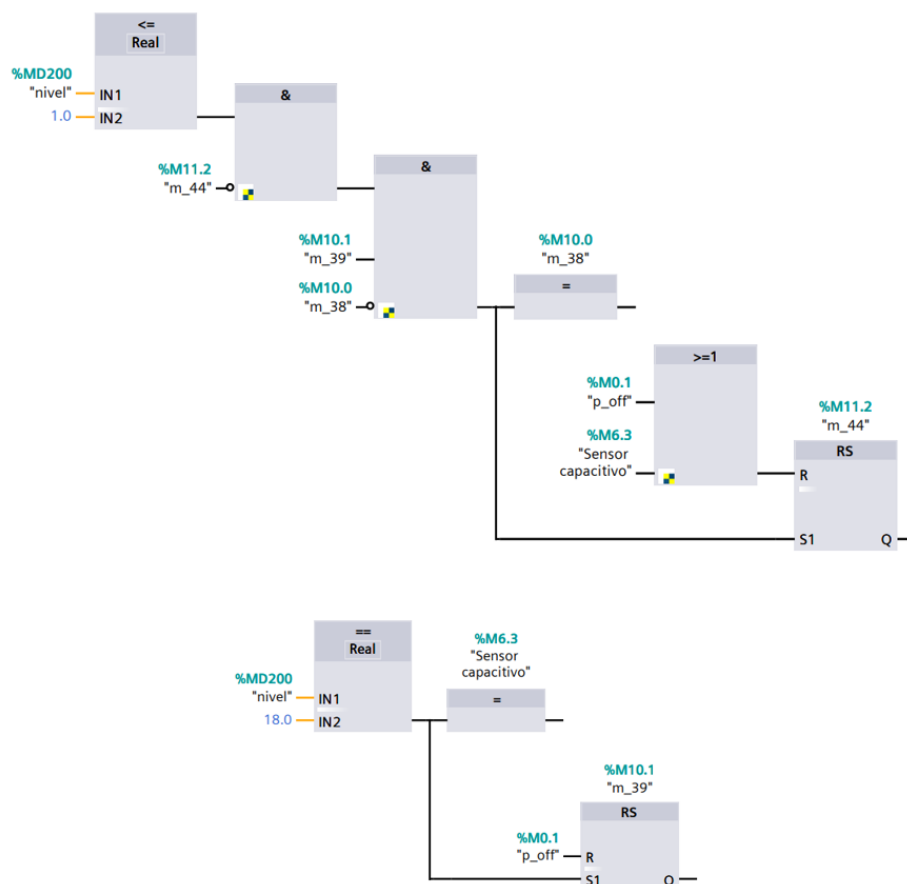 <=
Real
%MD200
"nivel"
IN1
1.0
IN2
&
%M11.2
"m_44"
&
%M10.1
"m_39"
%M10.0
"m_38"
%M10.0
"m_38"
=
>=1
%M0.1
"p_off"
%M6.3
"Sensor
capacitivo"
%M11.2
"m_44"
RS
R
S1
Q
==
Real
%MD200
"nivel"
IN1
18.0
IN2
%M6.3
"Sensor
capacitivo"
=
%M10.1
"m_39"
RS
%M0.1
"p_off"
R
S1
Q